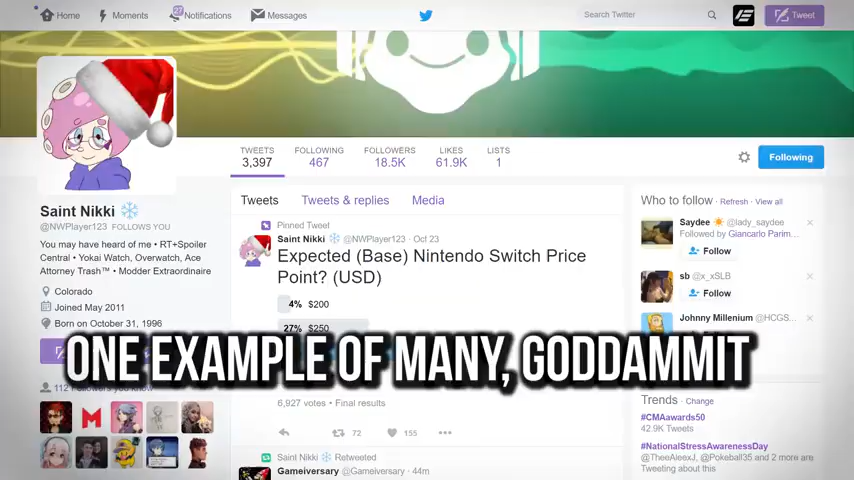 Home Moments 27 Notifications Messages Search Twitter Tweet
TWEETS FOLLOWING FOLLOWERS LIKES LISTS
3,397 467 18.5K 61.9K 1
Following
Saint Nikki
@NWPlayer123 FOLLOWS YOU
You may have heard of me • RT+Spoiler
Central • Yokai Watch, Overwatch, Ace
Attorney Trash™ • Modder Extraordinaire
Colorado
Joined May 2011
Born on October 31, 1996
Tweets Tweets & replies Media
Pinned Tweet
Saint Nikki @NWPlayer123 · Oct 23
Expected (Base) Nintendo Switch Price
Point? (USD)
4% $200
27% $250
ONE EXAMPLE OF MANY, GODDAMMIT
6,927 votes • Final results
72 155
Saint Nikki Retweeted
Gameiversary @Gameiversary · 44m
Who to follow · Refresh · View all
Saydee @lady_saydee
Followed by Giancarlo Parim...
Follow
sb @x_xSLB
Follow
Johnny Millenium @HCGS...
Trends · Change
#CMAawards50
42.9K Tweets
#NationalStressAwarenessDay
@TheeAleexJ, @Pokeball35 and 2 more are
Tweeting about this